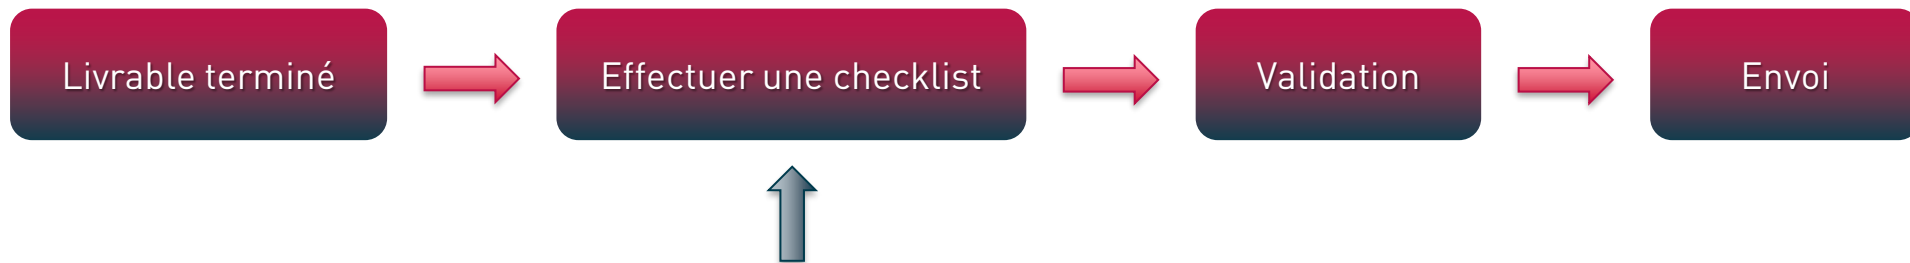 Livrable terminé
Effectuer une checklist
Validation
Envoi